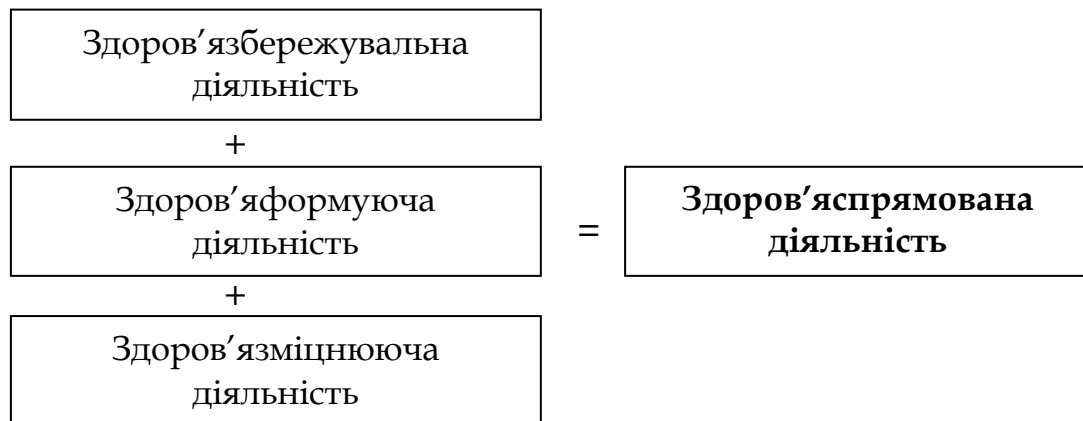 Здоров’язбережувальна
діяльність
+
Здоров’яформуюча
діяльність
+
Здоров’язміцнююча
діяльність
=
Здоров’яспрямована
діяльність